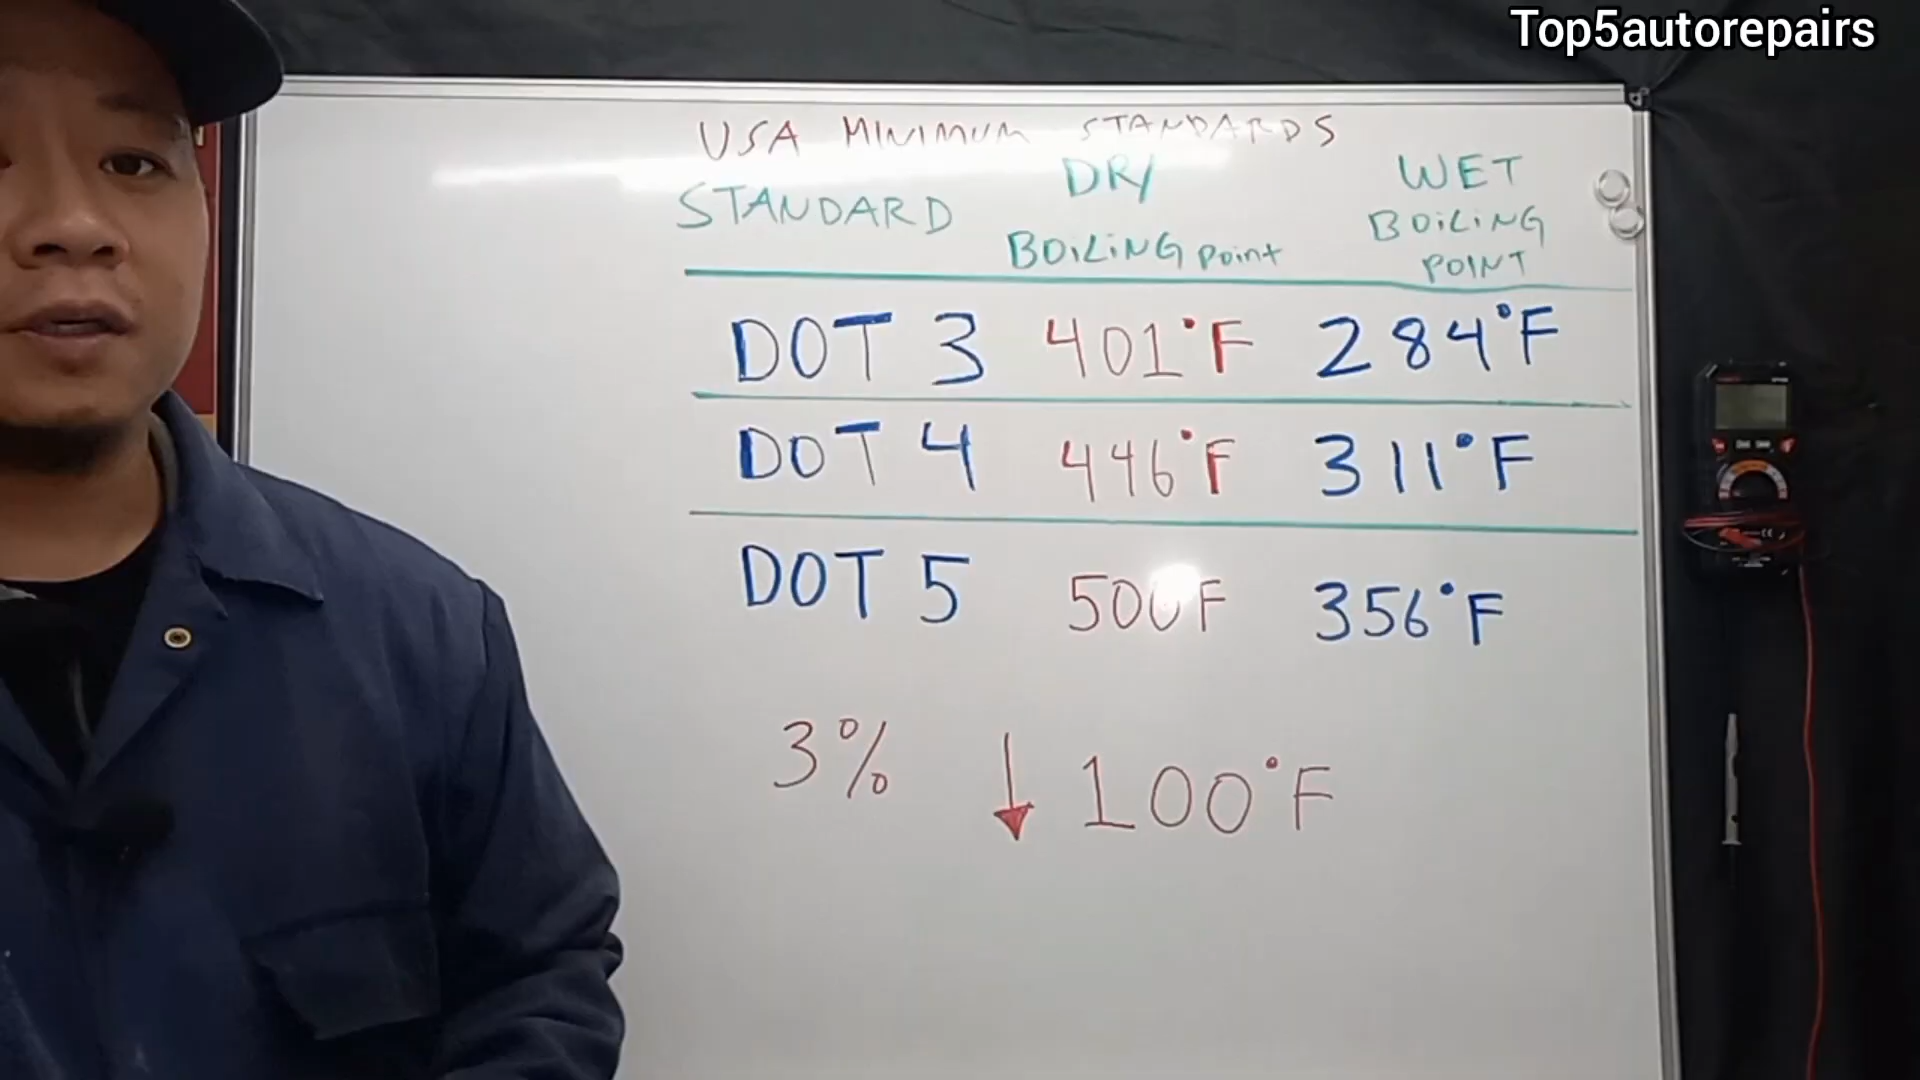 Top5autorepairs
USA MINIMUM STANDARDS
STANDARD DRY BOiLiNG Point WET BOiLiNG POINT
DOT 3 401°F 284°F
DOT 4 446°F 311°F
DOT 5 500F 356°F
3% ↓ 100°F